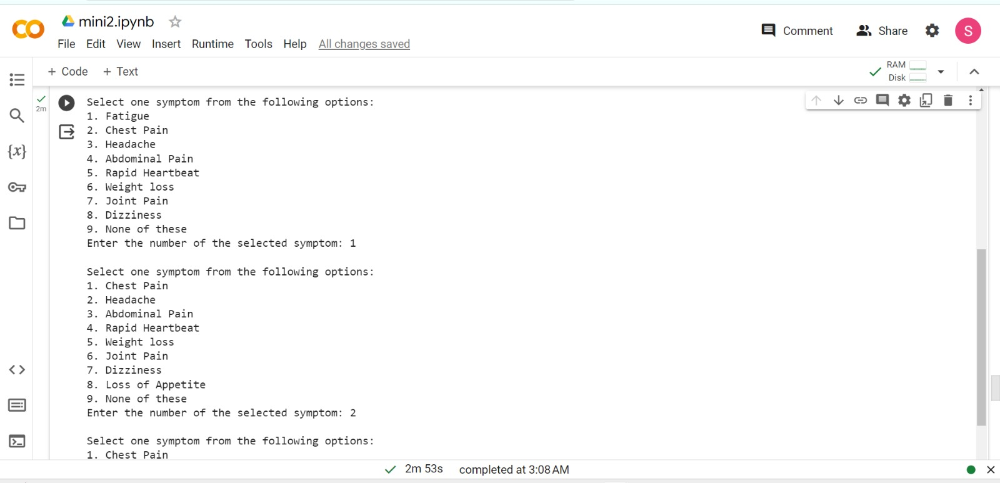 mini2.ipynb
Comment
Share
S
File Edit View Insert Runtime Tools Help All changes saved
+ Code + Text
RAM
Disk
2m
Select one symptom from the following options:
1. Fatigue
2. Chest Pain
3. Headache
4. Abdominal Pain
5. Rapid Heartbeat
6. Weight loss
7. Joint Pain
8. Dizziness
9. None of these
Enter the number of the selected symptom: 1
Select one symptom from the following options:
1. Chest Pain
2. Headache
3. Abdominal Pain
4. Rapid Heartbeat
5. Weight loss
6. Joint Pain
7. Dizziness
8. Loss of Appetite
9. None of these
Enter the number of the selected symptom: 2
Select one symptom from the following options:
1. Chest Pain
2m 53s completed at 3:08 AM